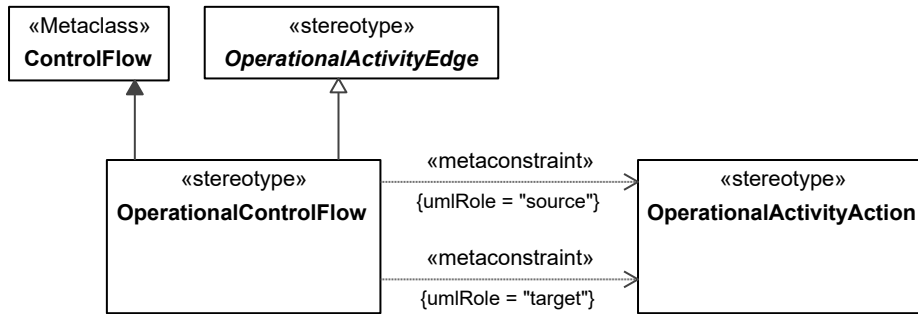 «Metaclass»
ControlFlow
«stereotype»
OperationalActivityEdge
«stereotype»
OperationalControlFlow
«metaconstraint»
{umlRole = "source"}
«metaconstraint»
{umlRole = "target"}
«stereotype»
OperationalActivityAction